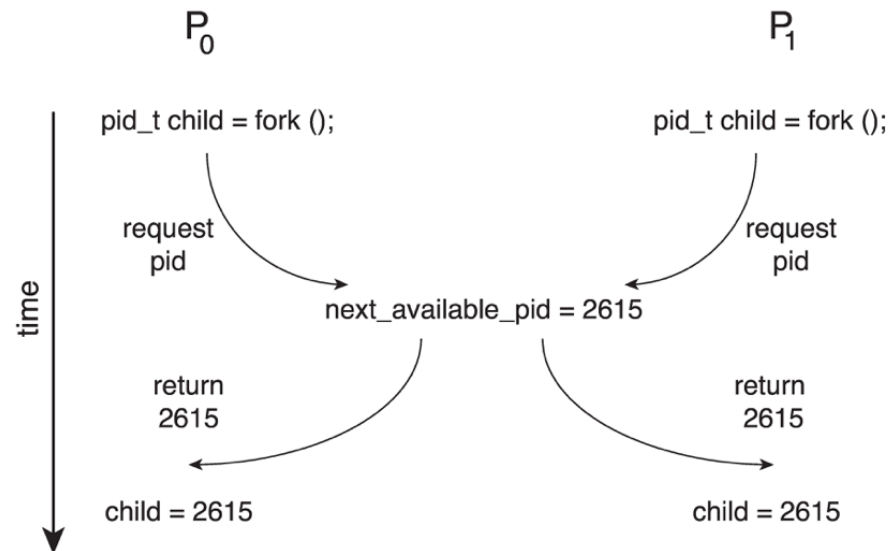 P0
P1
pid_t child = fork ();
pid_t child = fork ();
request
pid
request
pid
next_available_pid = 2615
time
return
2615
return
2615
child = 2615
child = 2615